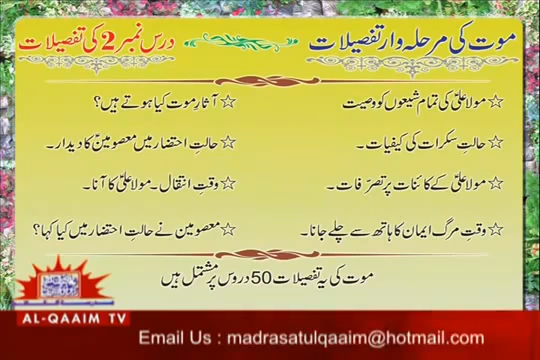 موت کی مرحلہ وار تفصیلات درس نمبر 2 کی تفصیلات
☆ مولا علیؑ کی تمام شیعوں کو وصیت ☆ آثارِ موت کیا ہوتے ہیں؟
☆ حالتِ سکرات کی کیفیات۔ ☆ حالتِ احتضار میں معصومینؑ کا دیدار۔
☆ مولا علیؑ کے کائنات پر تصرفات۔ ☆ وقتِ انتقال۔ مولا علیؑ کا آنا۔
☆ وقتِ مرگ ایمان کا ہاتھ سے چلے جانا۔ ☆ معصومین نے حالتِ احتضار میں کیا کہا؟
موت کی یہ تفصیلات 50 دروس پر مشتمل ہیں
AL-QAAIM TV
Email Us : madrasatulqaaim@hotmail.com